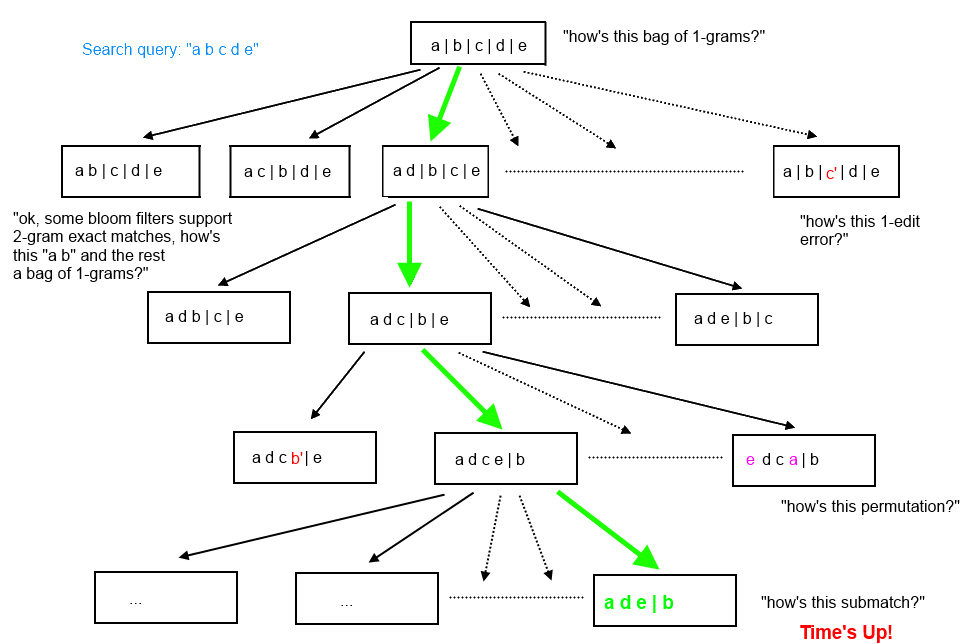 Search query: "a b c d e"
a | b | c | d | e
"how's this bag of 1-grams?"
a b | c | d | e
a c | b | d | e
a d | b | c | e
a | b | c' | d | e
"ok, some bloom filters support
2-gram exact matches, how's
this "a b" and the rest
a bag of 1-grams?"
"how's this 1-edit
error?"
a d b | c | e
a d c | b | e
a d e | b | c
a d c b' | e
a d c e | b
e d c a | b
"how's this permutation?"
...
...
a d e | b
"how's this submatch?"
Time's Up!